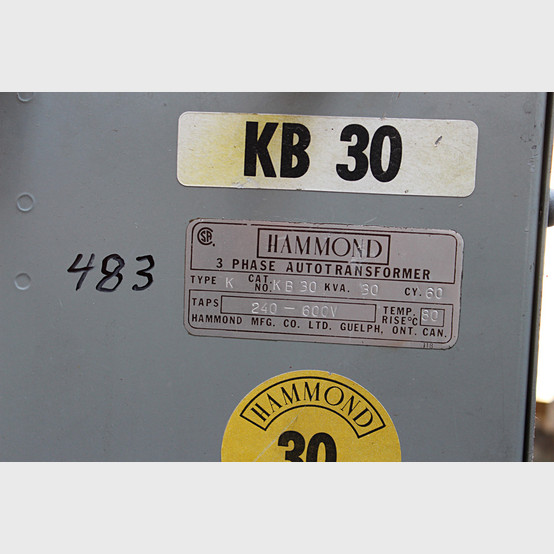 KB 30
SA
HAMMOND
3 PHASE AUTOTRANSFORMER
TYPE K CAT. NO. KB 30 KVA. 30 CY. 60
TAPS 240 - 600V TEMP. RISE °C 80
HAMMOND MFG. CO. LTD. GUELPH, ONT. CAN.
483
HAMMOND
30